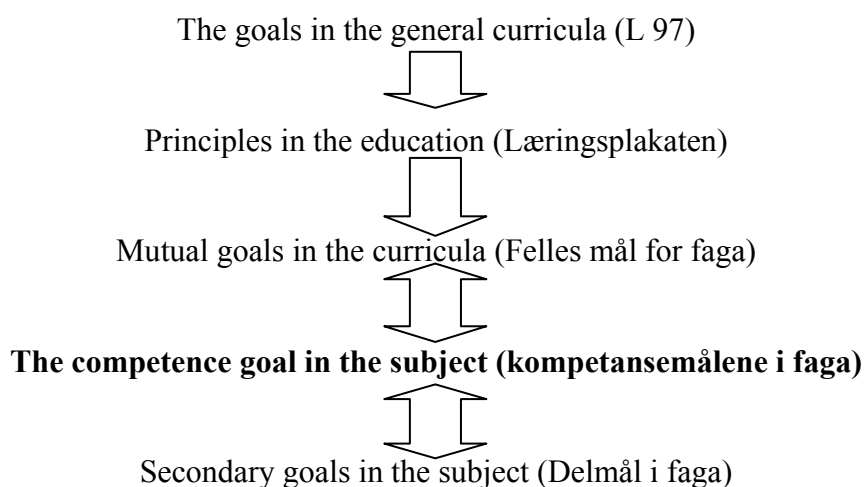 The goals in the general curricula (L 97)
Principles in the education (Læringsplakaten)
Mutual goals in the curricula (Felles mål for faga)
The competence goal in the subject (kompetansemålene i faga)
Secondary goals in the subject (Delmål i faga)